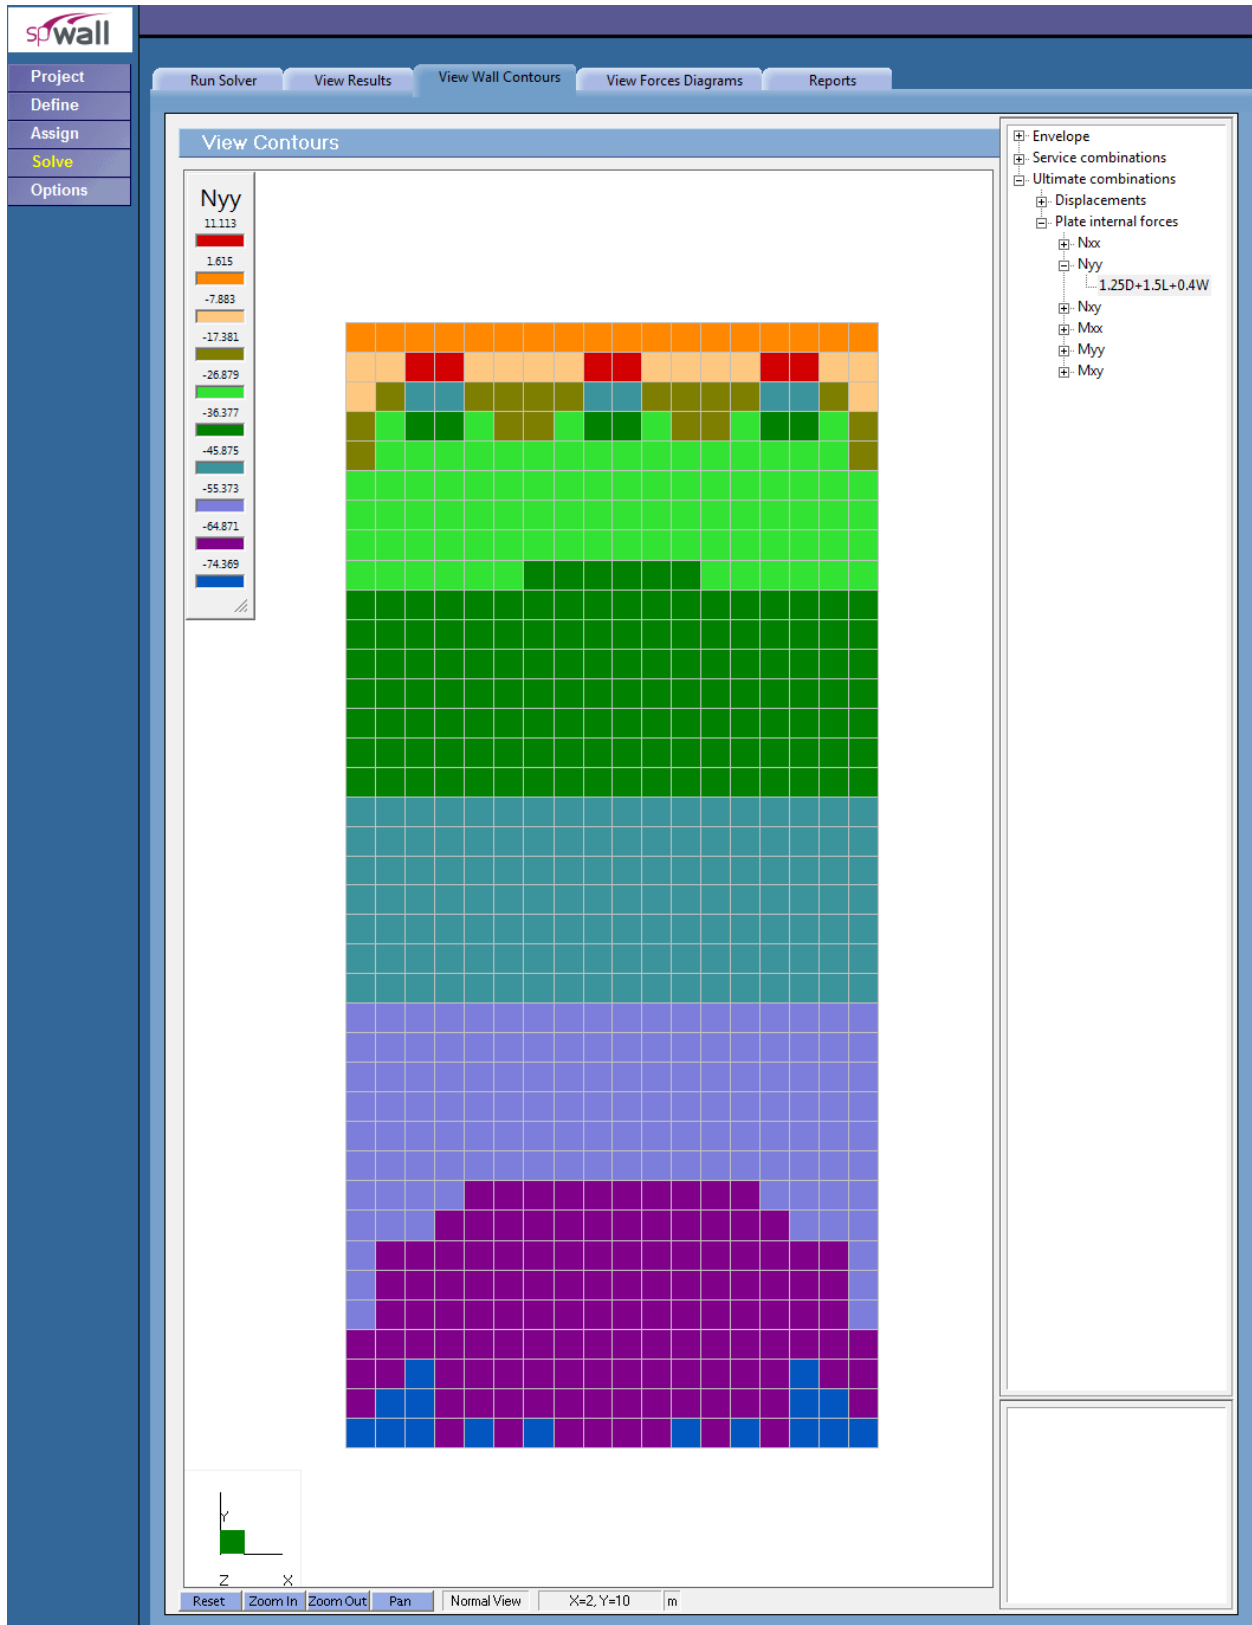 spwall
Project
Define
Assign
Solve
Options
Run Solver
View Results
View Wall Contours
View Forces Diagrams
Reports
View Contours
Nyy
11.113
1.615
-7.883
-17.381
-26.879
-36.377
-45.875
-55.373
-64.871
-74.369
Envelope
Service combinations
Ultimate combinations
Displacements
Plate internal forces
Nxx
Nyy
1.25D+1.5L+0.4W
Nxy
Mxx
Myy
Mxy
Y
Z X
Reset Zoom In Zoom Out Pan Normal View X=2, Y=10 m